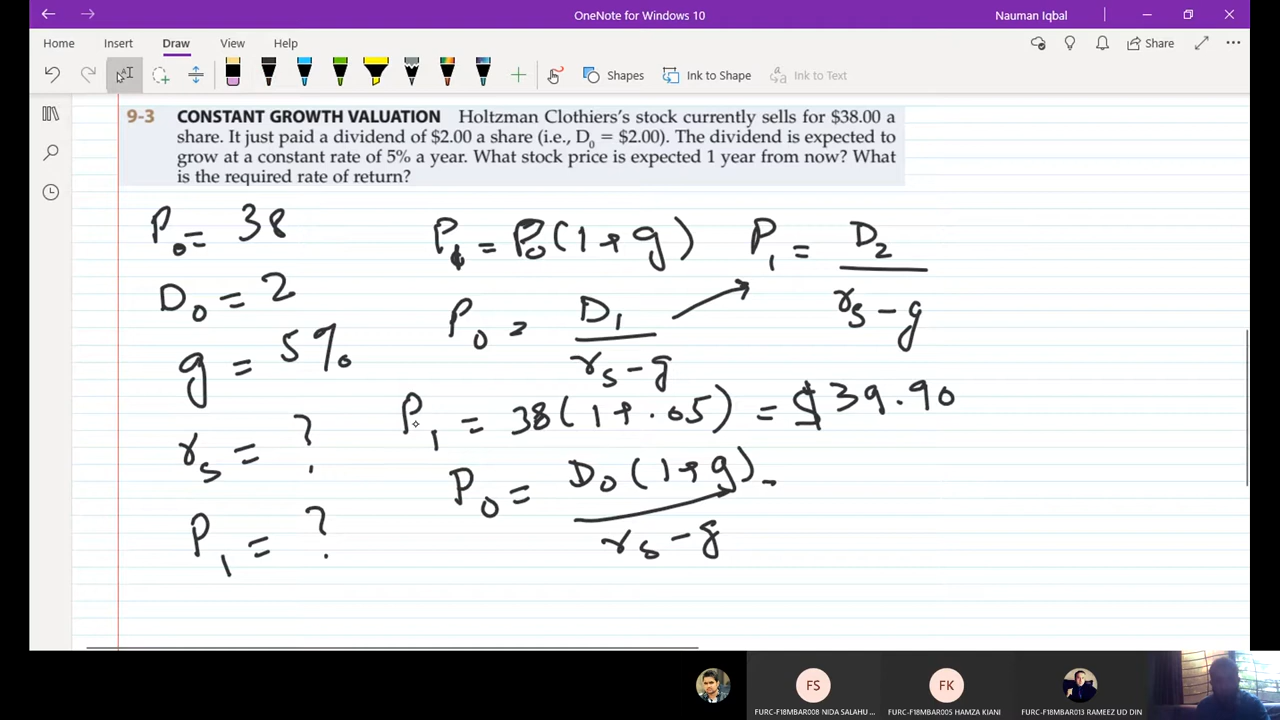 OneNote for Windows 10
Nauman Iqbal
Home Insert Draw View Help
Share
Shapes Ink to Shape Ink to Text
9-3 CONSTANT GROWTH VALUATION Holtzman Clothiers's stock currently sells for $38.00 a
share. It just paid a dividend of $2.00 a share (i.e., D₀ = $2.00). The dividend is expected to
grow at a constant rate of 5% a year. What stock price is expected 1 year from now? What
is the required rate of return?
P₀ = 38
D₀ = 2
g = 5%
rs = ?
P₁ = ?
P₁ = P₀(1+g)
P₁ = D₂ / rs - g
P₀ = D₁ / rs - g
P₁ = 38(1+.05) = $39.90
P₀ = D₀(1+g) / rs - g
FS
FK
FURC-F18MBAR008 NIDA SALAHU ...
FURC-F18MBAR005 HAMZA KIANI
FURC-F18MBAR013 RAMEEZ UD DIN